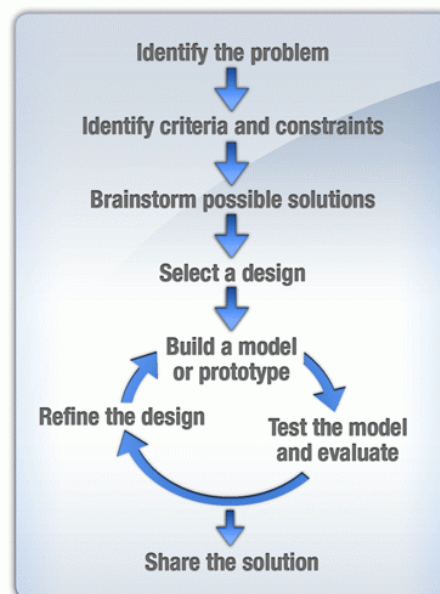 Identify the problem
Identify criteria and constraints
Brainstorm possible solutions
Select a design
Build a model
or prototype
Refine the design
Test the model
and evaluate
Share the solution